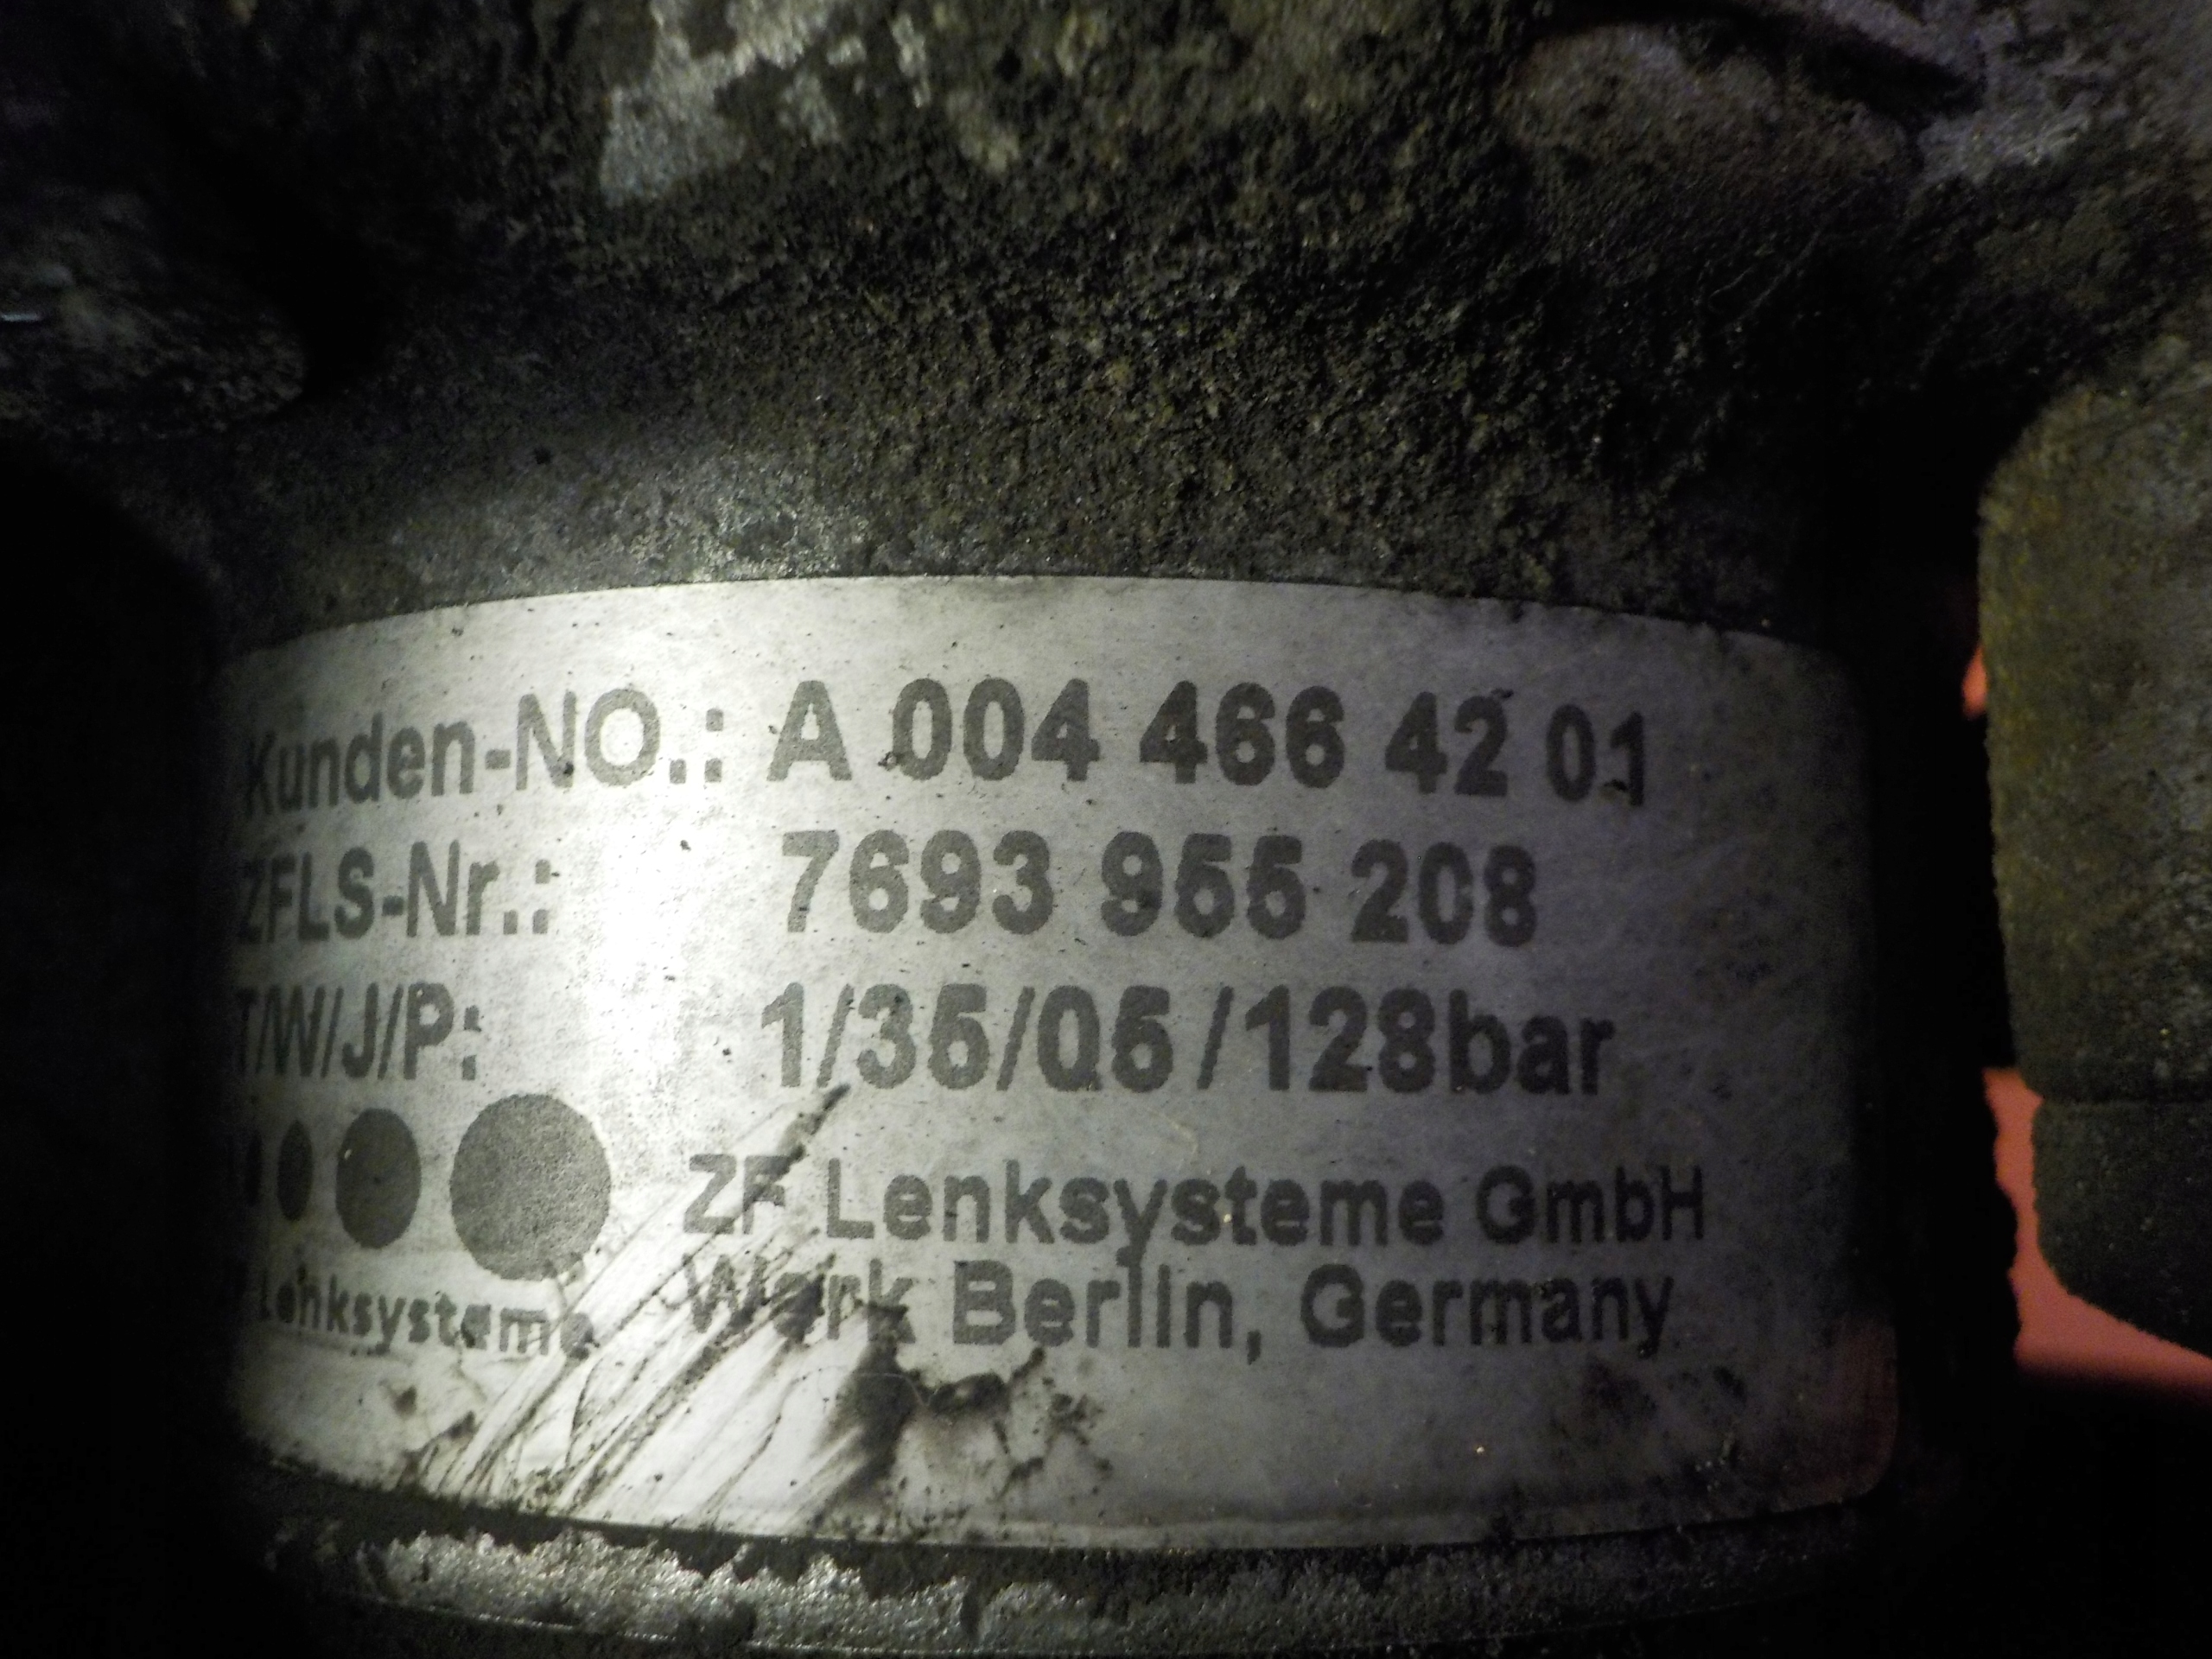 Kunden-NO.: A 004 466 42 01
ZFLS-Nr.: 7693 955 208
T/W/J/P: 1/35/05/128bar
ZF Lenksysteme GmbH
Werk Berlin, Germany
Lenksysteme